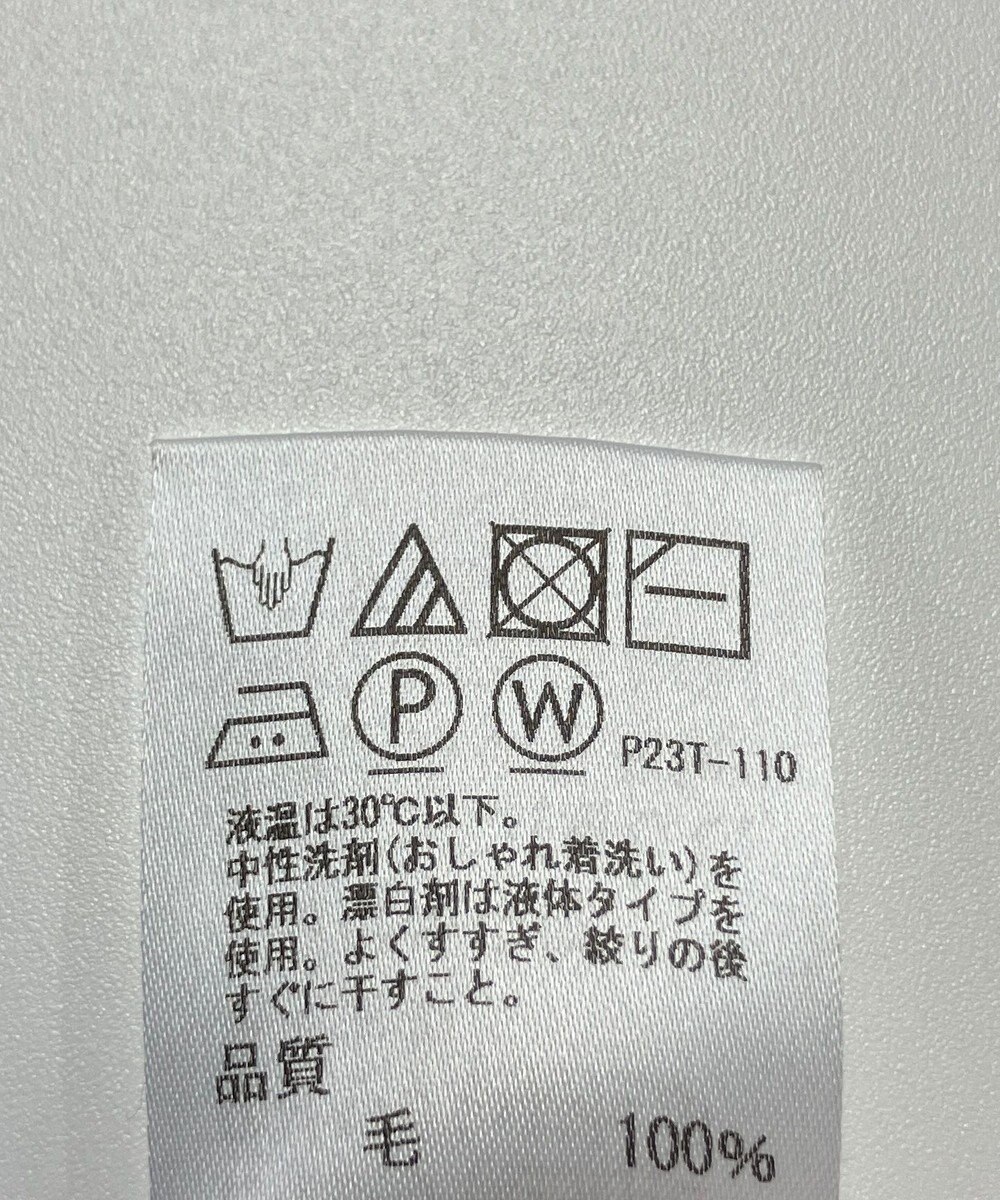 P
W
P23T-110
液温は30℃以下。
中性洗剤(おしゃれ着洗い)を
使用。漂白剤は液体タイプを
使用。よくすすぎ、絞りの後
すぐに干すこと。
品質
毛 100%